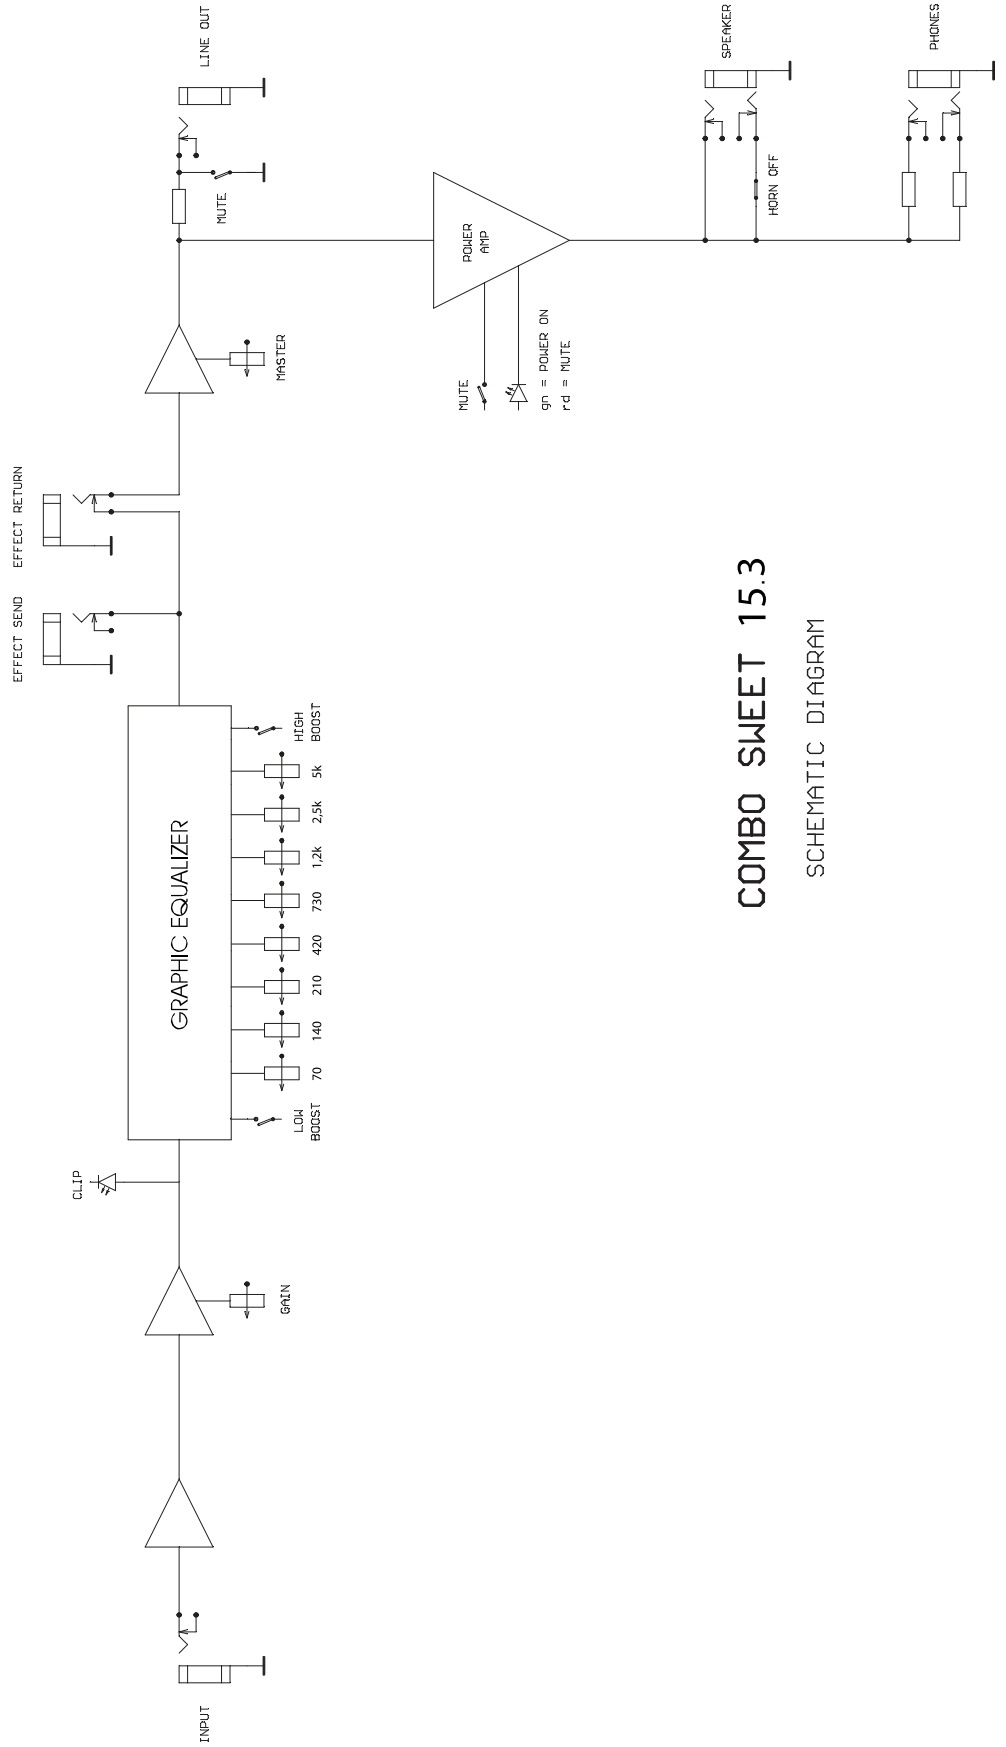 INPUT
GAIN
CLIP
GRAPHIC EQUALIZER
LOW
BOOST
70
140
210
420
730
1,2k
2,5k
5k
HIGH
BOOST
EFFECT SEND
EFFECT RETURN
MASTER
MUTE
LINE OUT
POWER
AMP
MUTE
gn = POWER ON
rd = MUTE
HORN OFF
SPEAKER
PHONES
COMBO SWEET 15.3
SCHEMATIC DIAGRAM